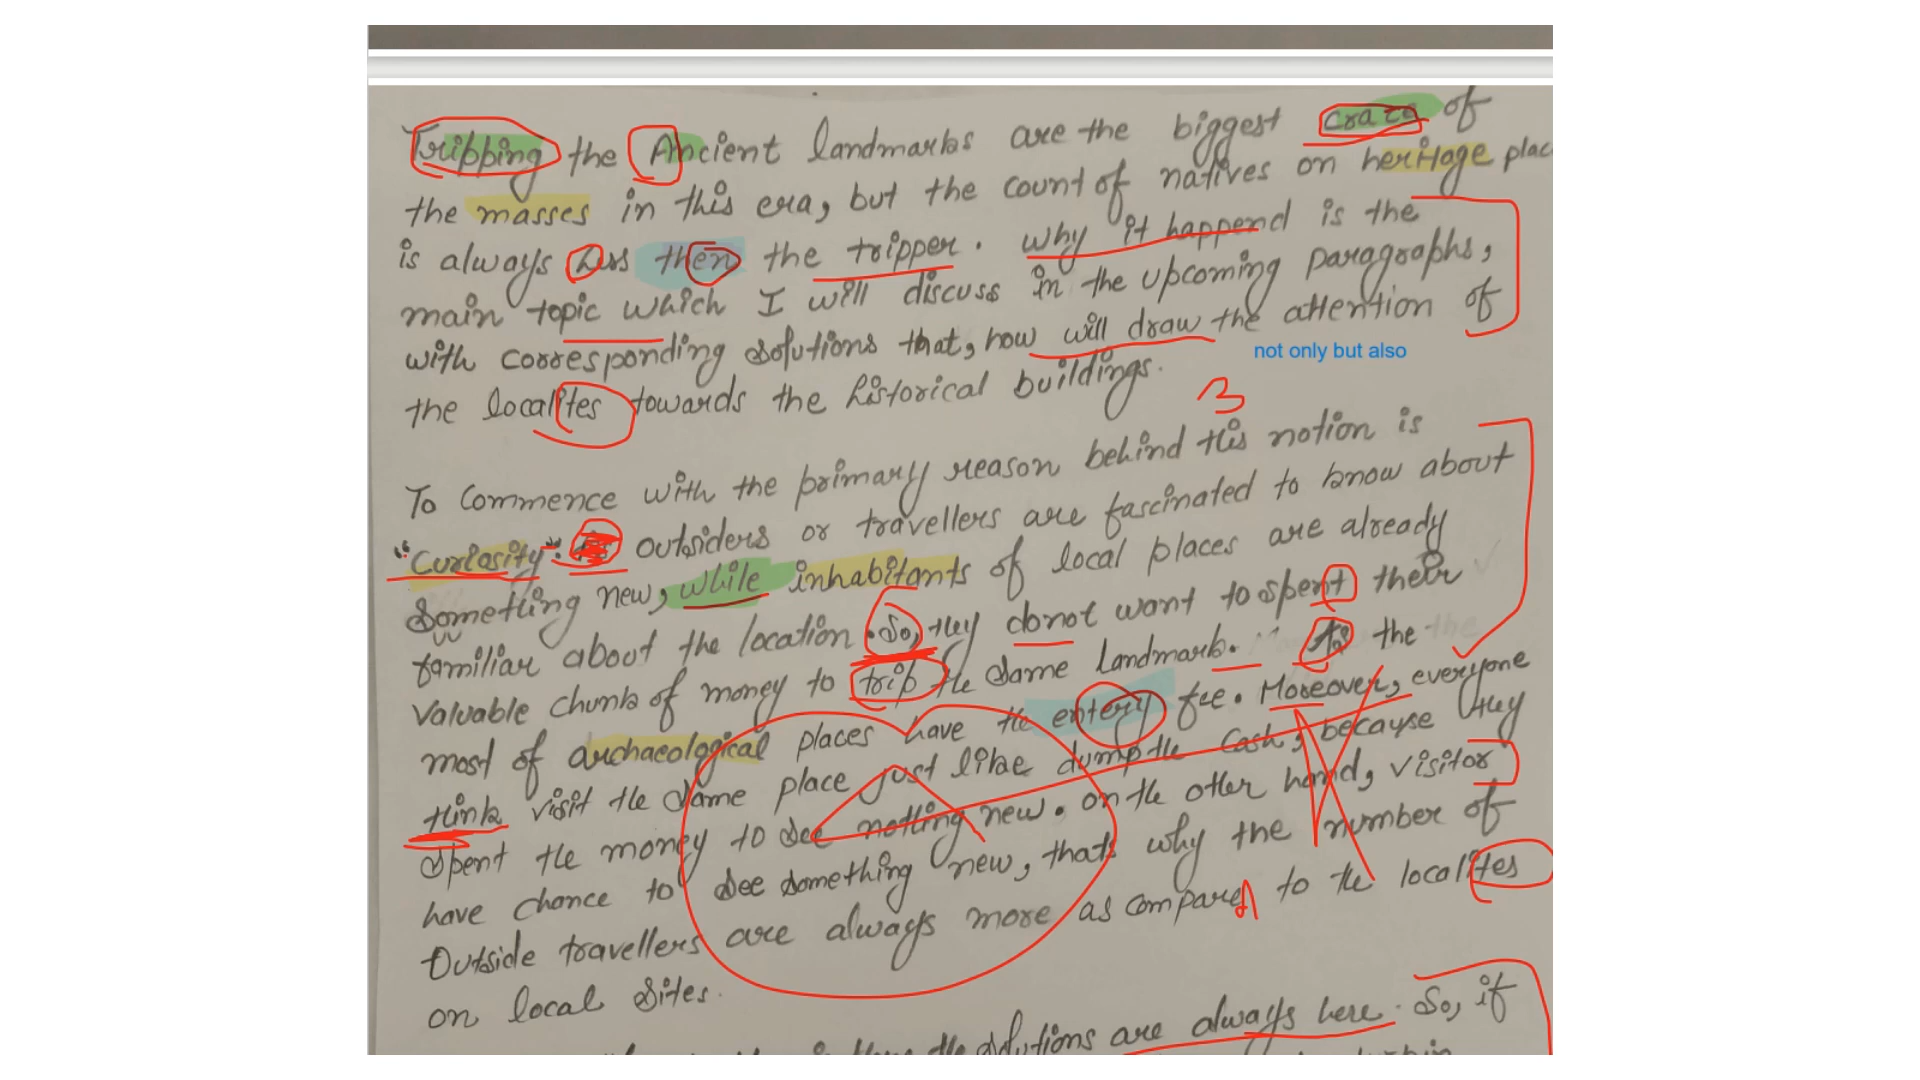 Tripping the Ancient landmarks are the biggest craze of
the masses in this era, but the count of natives on heritage plac
is always less then the tripper. Why it happend is the
main topic which I will discuss in the upcoming paragraphs,
with corresponding solutions that, how will draw the attention of
not only but also
the localites towards the historical buildings.
3
To Commence with the primary reason behind this notion is
"Curiosity". outsiders or travellers are fascinated to know about
Something new, while inhabitants of local places are already
familiar about the location. So, they donot want to spent their
Valuable chunk of money to trip the same landmark. As the
most of archaeological places have the entery fee. Moreover, everyone
think visit the same place just like dump the cash, because they
spent the money to see nothing new. on the other hand, visitor
have chance to see something new, thats why the number of
Outside travellers are always more as compared to the localites
on local sites.
the solutions are always here. So, if